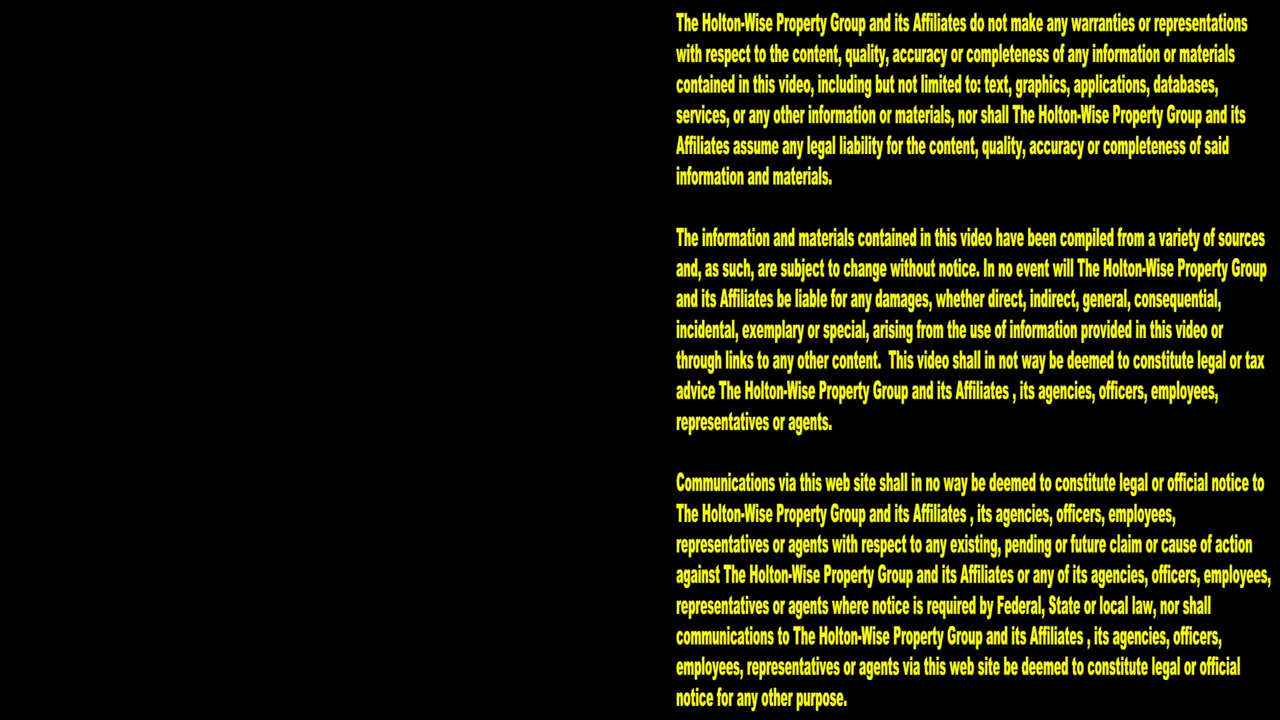 The Holton-Wise Property Group and its Affiliates do not make any warranties or representations
with respect to the content, quality, accuracy or completeness of any information or materials
contained in this video, including but not limited to: text, graphics, applications, databases,
services, or any other information or materials, nor shall The Holton-Wise Property Group and its
Affiliates assume any legal liability for the content, quality, accuracy or completeness of said
information and materials.
The information and materials contained in this video have been compiled from a variety of sources
and, as such, are subject to change without notice. In no event will The Holton-Wise Property Group
and its Affiliates be liable for any damages, whether direct, indirect, general, consequential,
incidental, exemplary or special, arising from the use of information provided in this video or
through links to any other content.  This video shall in not way be deemed to constitute legal or tax
advice The Holton-Wise Property Group and its Affiliates , its agencies, officers, employees,
representatives or agents.
Communications via this web site shall in no way be deemed to constitute legal or official notice to
The Holton-Wise Property Group and its Affiliates , its agencies, officers, employees,
representatives or agents with respect to any existing, pending or future claim or cause of action
against The Holton-Wise Property Group and its Affiliates or any of its agencies, officers, employees,
representatives or agents where notice is required by Federal, State or local law, nor shall
communications to The Holton-Wise Property Group and its Affiliates , its agencies, officers,
employees, representatives or agents via this web site be deemed to constitute legal or official
notice for any other purpose.